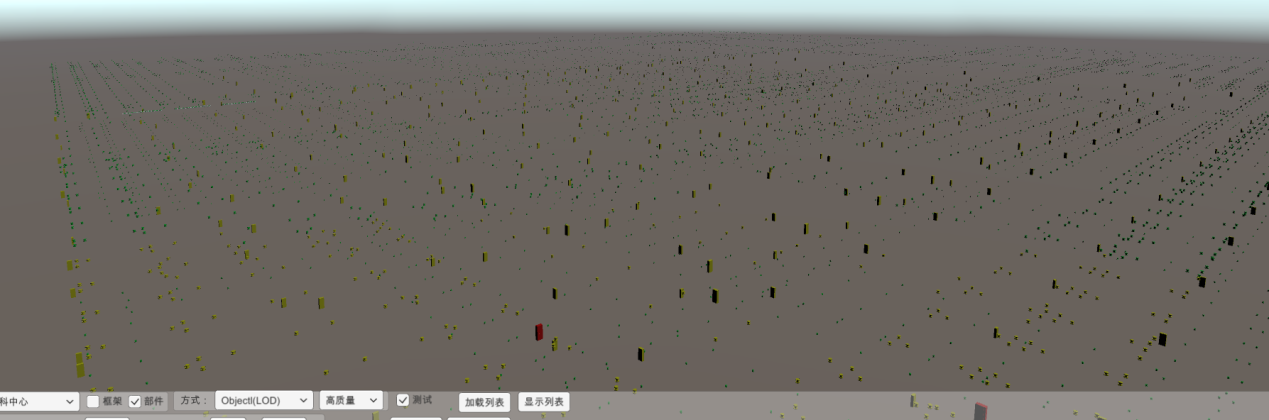 科中心 框架 部件 方式： ObjectI(LOD) 高质量 测试 加载列表 显示列表